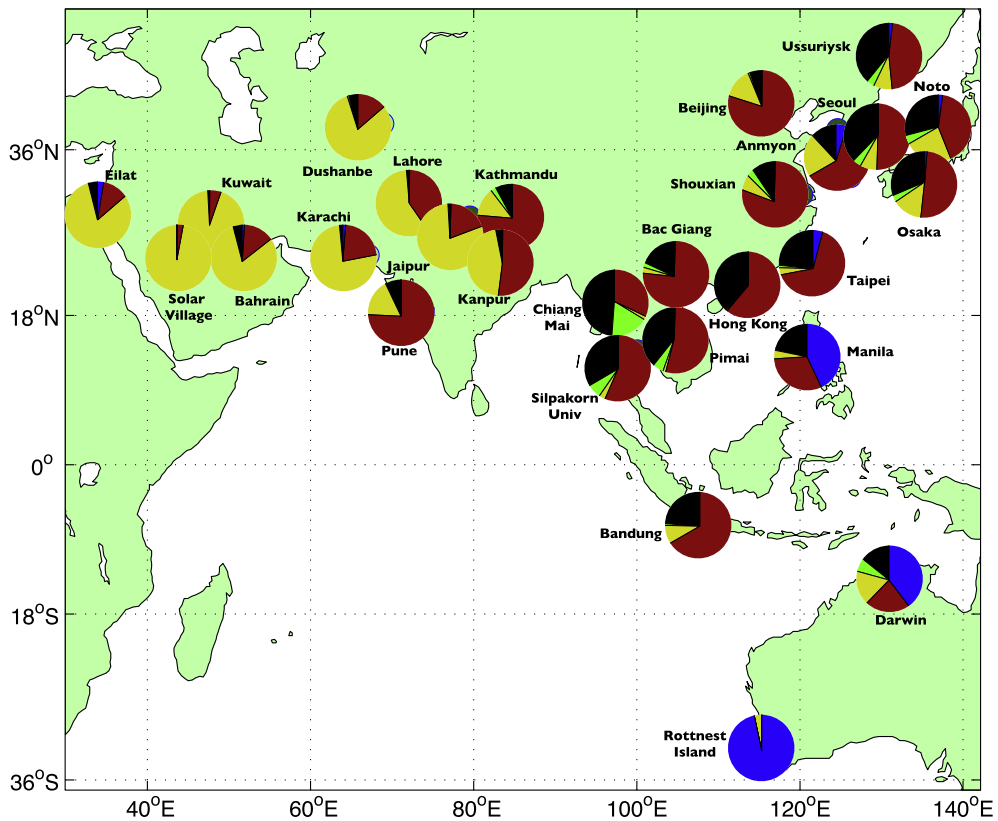 Ussuriysk
Noto
Beijing
Seoul
Anmyon
36°N
Dushanbe
Lahore
Kathmandu
Eilat
Kuwait
Shouxian
Karachi
Osaka
Bac Giang
Jaipur
Taipei
Solar
Village
Bahrain
Kanpur
Chiang
Mai
18°N
Hong Kong
Pune
Pimai
Manila
Silpakorn
Univ
0°
Bandung
18°S
Darwin
Rottnest
Island
36°S
40°E
60°E
80°E
100°E
120°E
140°E